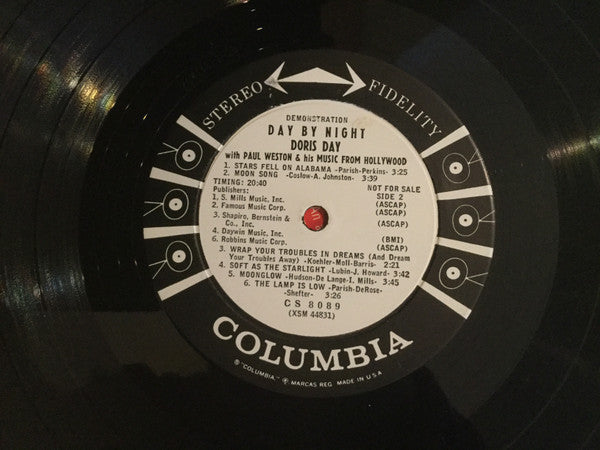 STEREO FIDELITY
DEMONSTRATION
DAY BY NIGHT
DORIS DAY
with PAUL WESTON & his MUSIC FROM HOLLYWOOD
1. STARS FELL ON ALABAMA -Parish-Perkins- 3:25
2. MOON SONG -Coslow-A. Johnston- 3:39
TIMING: 20:40 NOT FOR SALE
Publishers: SIDE 2
1. S. Mills Music, Inc. (ASCAP)
2. Famous Music Corp. (ASCAP)
3. Shapiro, Bernstein &
Co., Inc. (ASCAP)
4. Daywin Music, Inc. (BMI)
6. Robbins Music Corp. (ASCAP)
3. WRAP YOUR TROUBLES IN DREAMS (And Dream
Your Troubles Away) -Koehler-Moll-Barris- 2:21
4. SOFT AS THE STARLIGHT -Lubin-J. Howard- 3:42
5. MOONGLOW -Hudson-De Lange-I. Mills- 3:45
6. THE LAMP IS LOW -Parish-DeRose-
-Shefter- 3:26
CS 8089
(XSM 44831)
COLUMBIA
® "COLUMBIA," Ⓟ MARCAS REG. MADE IN U S A